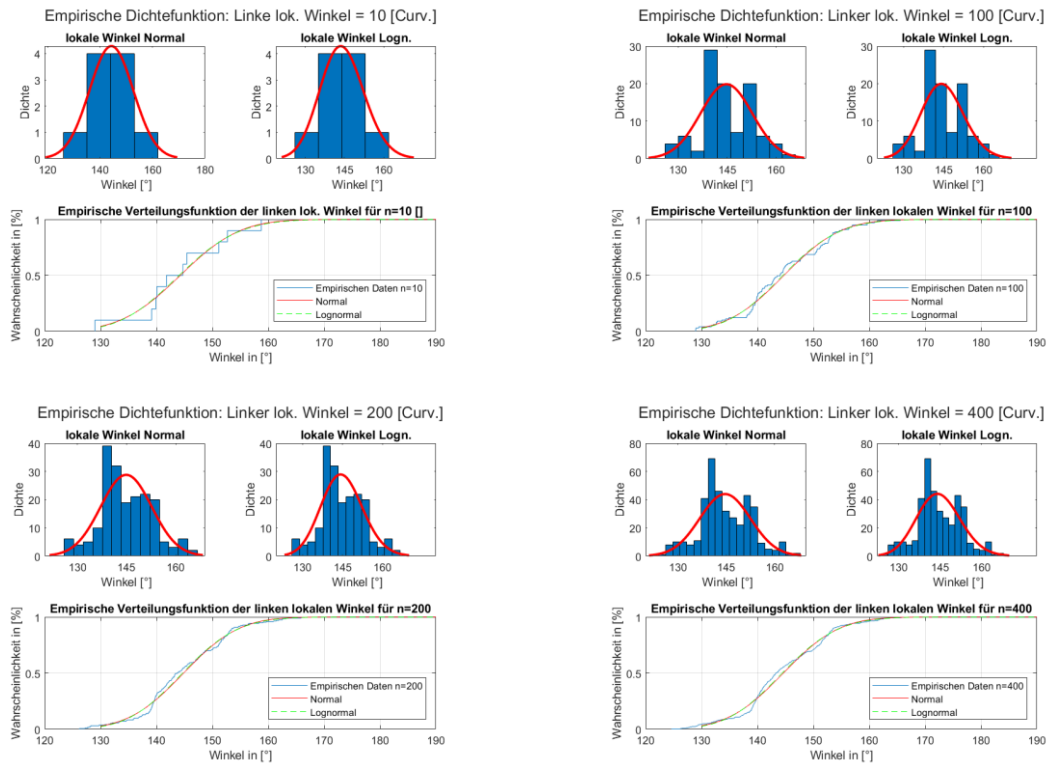 Empirische Dichtefunktion: Linke lok. Winkel = 10 [Curv.]
lokale Winkel Normal
lokale Winkel Logn.
Dichte
4
3
2
1
0
120
140
160
180
Winkel [°]
Dichte
4
3
2
1
0
130
145
160
Winkel [°]
Empirische Verteilungsfunktion der linken lok. Winkel für n=10 []
Wahrscheinlichkeit in [%]
1
0.5
0
Empirischen Daten n=10
Normal
Lognormal
120
130
140
150
160
170
180
190
Winkel in [°]
Empirische Dichtefunktion: Linker lok. Winkel = 100 [Curv.]
lokale Winkel Normal
lokale Winkel Logn.
Dichte
30
20
10
0
130
145
160
Winkel [°]
Dichte
30
20
10
0
130
145
160
Winkel [°]
Empirische Verteilungsfunktion der linken lokalen Winkel für n=100
Wahrscheinlichkeit in [%]
1
0.5
0
Empirischen Daten n=100
Normal
Lognormal
120
130
140
150
160
170
180
190
Winkel in [°]
Empirische Dichtefunktion: Linker lok. Winkel = 200 [Curv.]
lokale Winkel Normal
lokale Winkel Logn.
Dichte
40
30
20
10
0
130
145
160
Winkel [°]
Dichte
40
30
20
10
0
130
145
160
Winkel [°]
Empirische Verteilungsfunktion der linken lokalen Winkel für n=200
Wahrscheinlichkeit in [%]
1
0.5
0
Empirischen Daten n=200
Normal
Lognormal
120
130
140
150
160
170
180
190
Winkel in [°]
Empirische Dichtefunktion: Linker lok. Winkel = 400 [Curv.]
lokale Winkel Normal
lokale Winkel Logn.
Dichte
80
60
40
20
0
130
145
160
Winkel [°]
Dichte
80
60
40
20
0
130
145
160
Winkel [°]
Empirische Verteilungsfunktion der linken lokalen Winkel für n=400
Wahrscheinlichkeit in [%]
1
0.5
0
Empirischen Daten n=400
Normal
Lognormal
120
130
140
150
160
170
180
190
Winkel in [°]